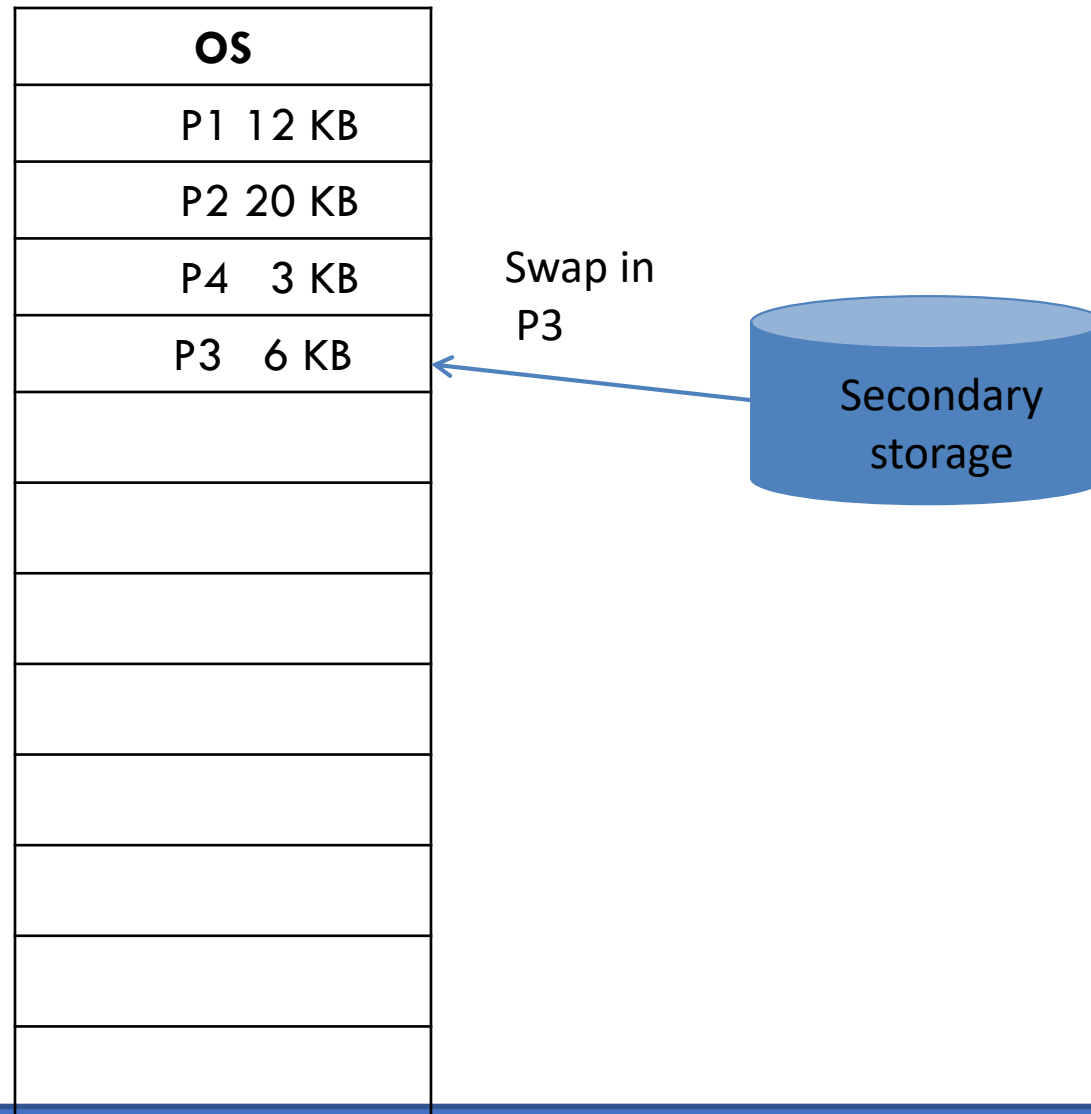 OS
P1 12 KB
P2 20 KB
P4 3 KB
P3 6 KB
Swap in
P3
Secondary
storage